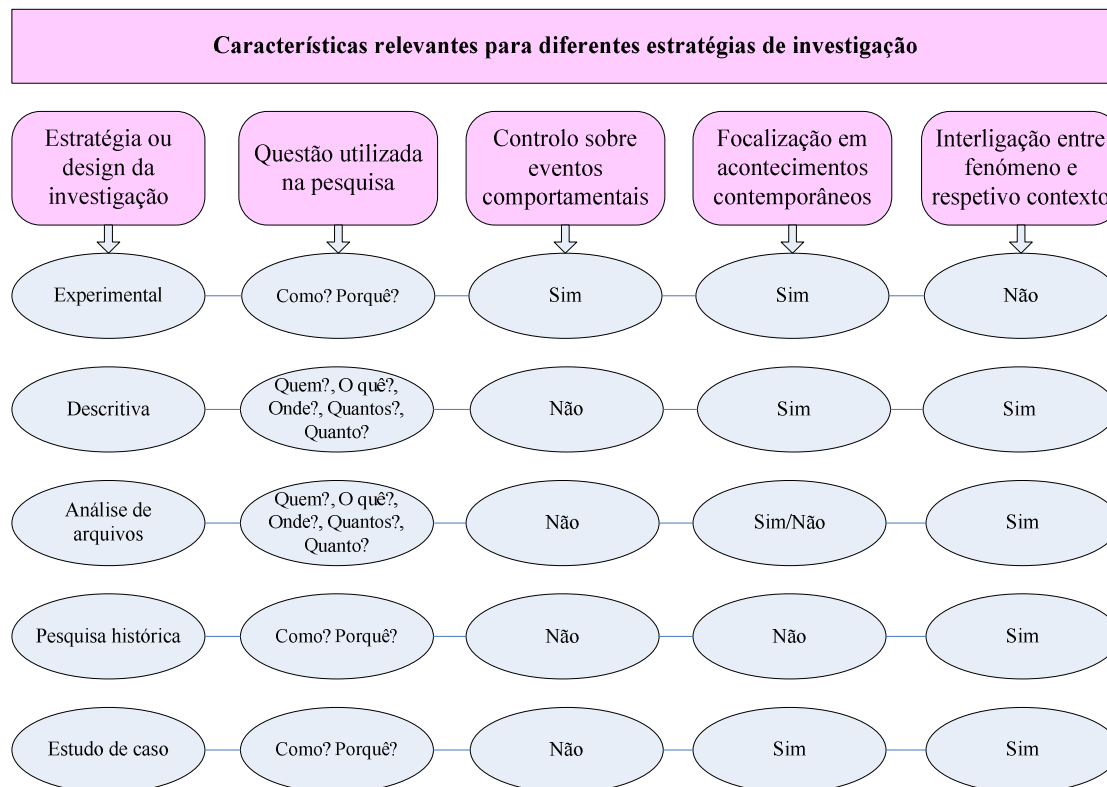 Características relevantes para diferentes estratégias de investigação
Estratégia ou
design da
investigação
Questão utilizada
na pesquisa
Controlo sobre
eventos
comportamentais
Focalização em
acontecimentos
contemporâneos
Interligação entre
fenómeno e
respetivo contexto
Experimental
Como? Porquê?
Sim
Sim
Não
Descritiva
Quem?, O quê?,
Onde?, Quantos?,
Quanto?
Não
Sim
Sim
Análise de
arquivos
Quem?, O quê?,
Onde?, Quantos?,
Quanto?
Não
Sim/Não
Sim
Pesquisa histórica
Como? Porquê?
Não
Não
Sim
Estudo de caso
Como? Porquê?
Não
Sim
Sim